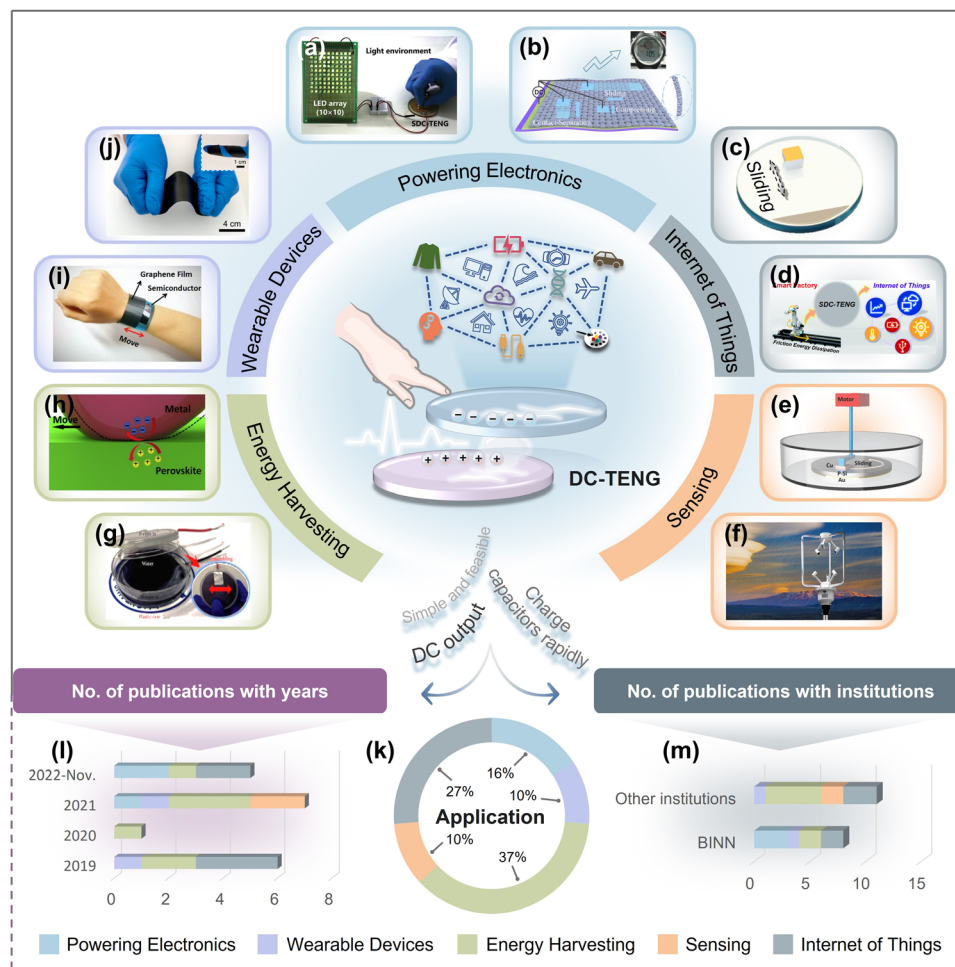 (a)
Light environment
LED array
(10×10)
SDC-TENG
(b)
DC
Sliding
Contact-Separation
(j)
1 cm
4 cm
Powering Electronics
(c)
Sliding
Wearable Devices
Internet of Things
(i)
Graphene Film
Semiconductor
Move
(d)
Smart Factory
Internet of Things
SDC-TENG
Friction Energy Dissipation
(h)
Move
Metal
Perovskite
Energy Harvesting
DC-TENG
Sensing
(e)
Motor
Cu
Sliding
P-Si
Au
(g)
Water
(f)
Simple and feasible
DC output
Charge
capacitors rapidly
No. of publications with years
No. of publications with institutions
(l)
2022-Nov.
2021
2020
2019
0 2 4 6 8
(k)
16%
10%
27%
Application
10%
37%
(m)
Other institutions
BINN
0 5 10 15
Powering Electronics
Wearable Devices
Energy Harvesting
Sensing
Internet of Things